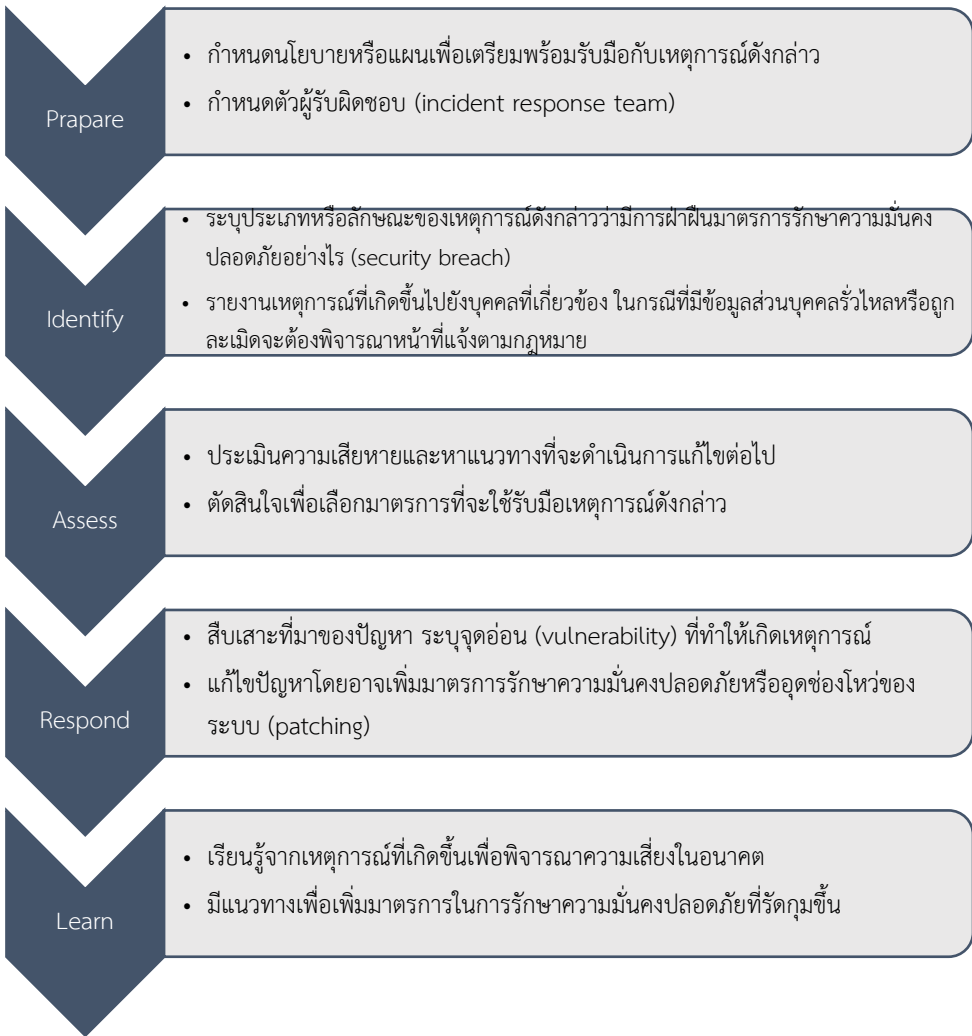 Prapare
• กำหนดนโยบายหรือแผนเพื่อเตรียมพร้อมรับมือกับเหตุการณ์ดังกล่าว
• กำหนดตัวผู้รับผิดชอบ (incident response team)
Identify
• ระบุประเภทหรือลักษณะของเหตุการณ์ดังกล่าวว่ามีการฝ่าฝืนมาตรการรักษาความมั่นคง
ปลอดภัยอย่างไร (security breach)
• รายงานเหตุการณ์ที่เกิดขึ้นไปยังบุคคลที่เกี่ยวข้อง ในกรณีที่มีข้อมูลส่วนบุคคลรั่วไหลหรือถูก
ละเมิดจะต้องพิจารณาหน้าที่แจ้งตามกฎหมาย
Assess
• ประเมินความเสียหายและหาแนวทางที่จะดำเนินการแก้ไขต่อไป
• ตัดสินใจเพื่อเลือกมาตรการที่จะใช้รับมือเหตุการณ์ดังกล่าว
Respond
• สืบเสาะที่มาของปัญหา ระบุจุดอ่อน (vulnerability) ที่ทำให้เกิดเหตุการณ์
• แก้ไขปัญหาโดยอาจเพิ่มมาตรการรักษาความมั่นคงปลอดภัยหรืออุดช่องโหว่ของ
ระบบ (patching)
Learn
• เรียนรู้จากเหตุการณ์ที่เกิดขึ้นเพื่อพิจารณาความเสี่ยงในอนาคต
• มีแนวทางเพื่อเพิ่มมาตรการในการรักษาความมั่นคงปลอดภัยที่รัดกุมขึ้น